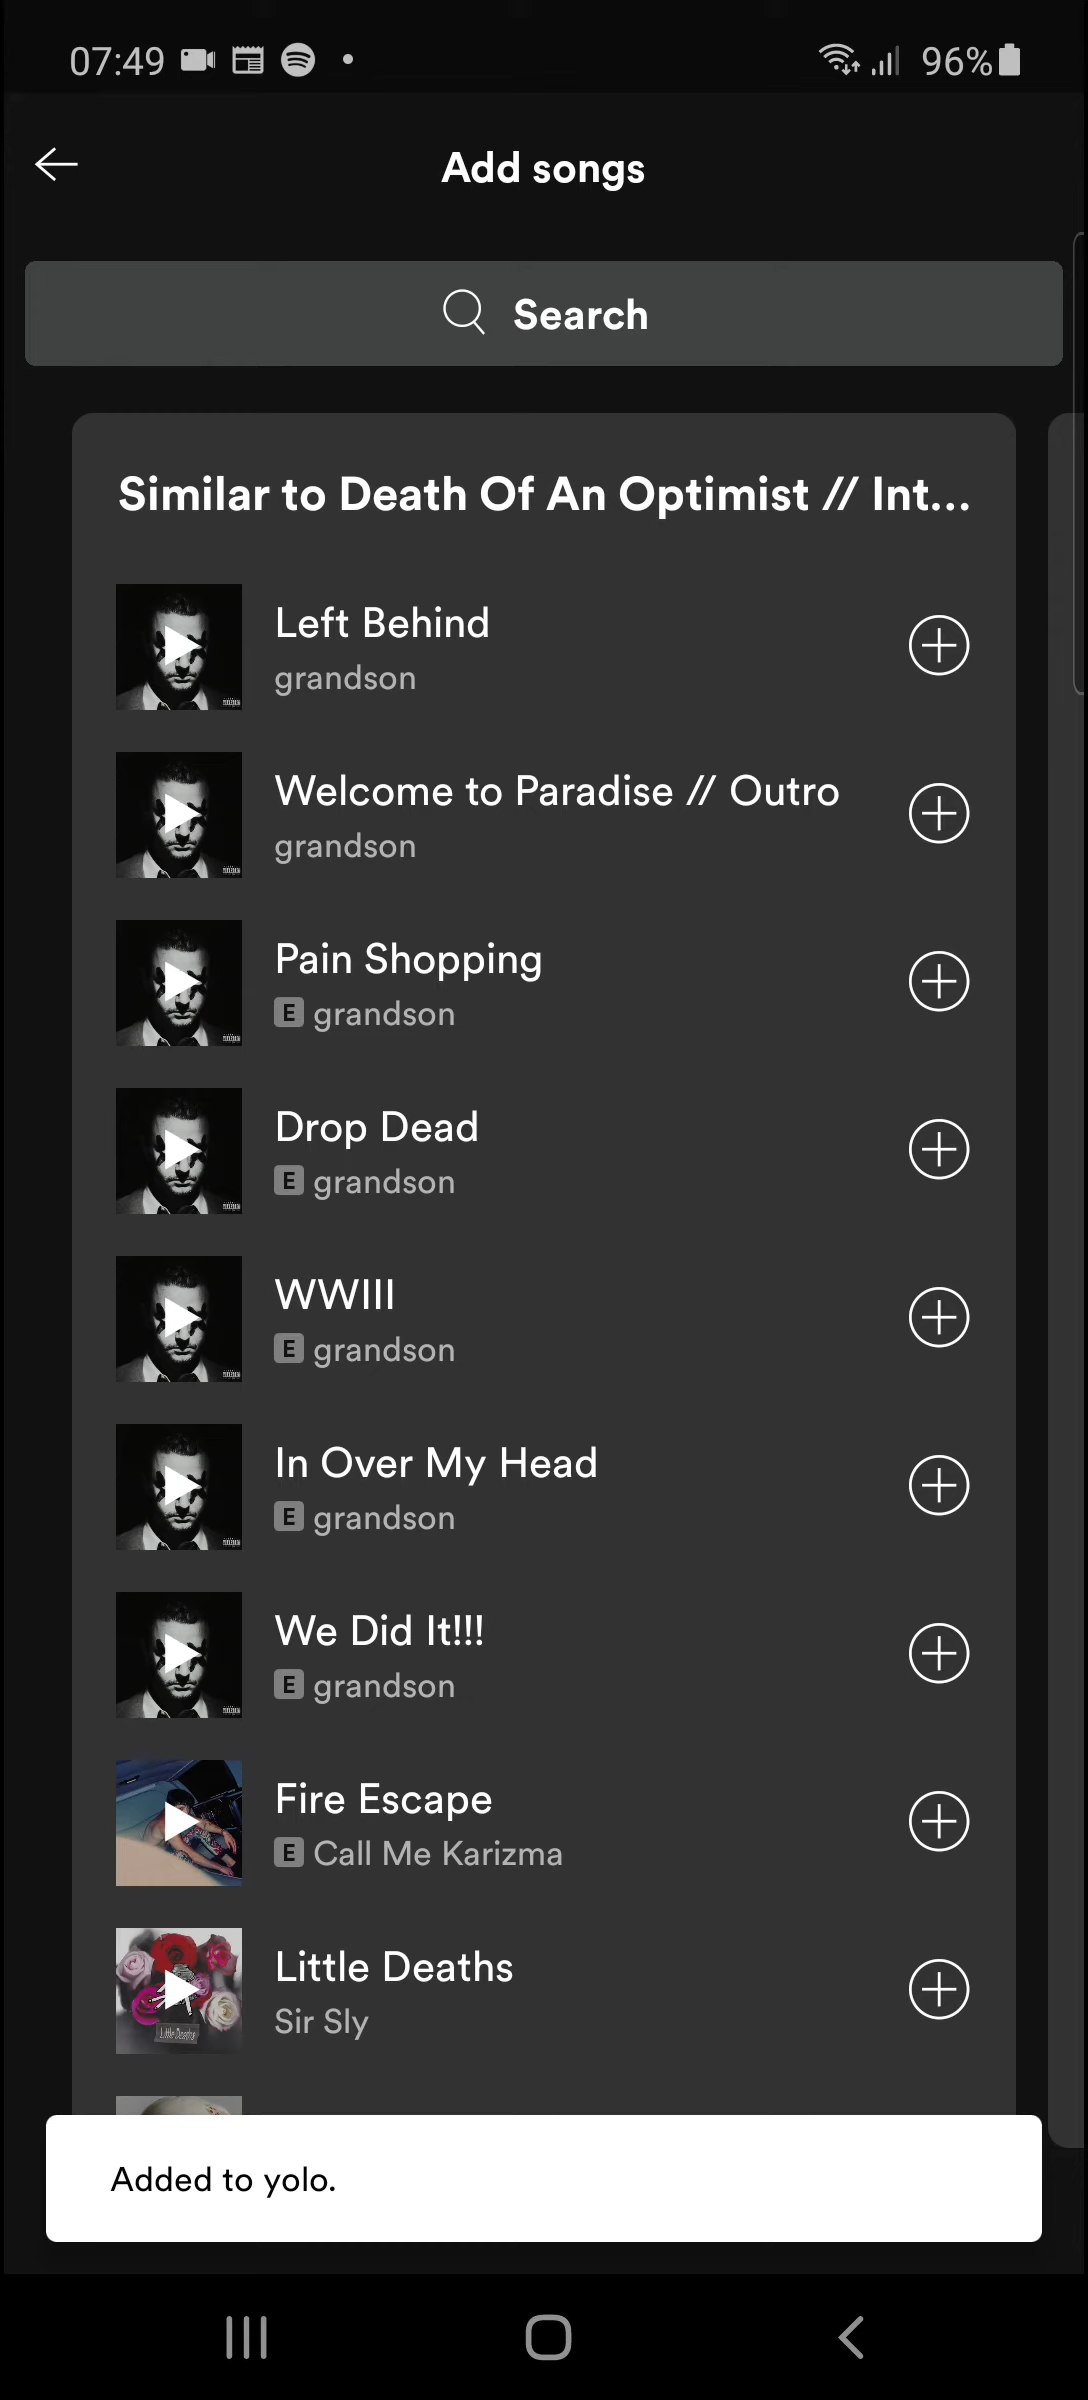 07:49
96%
Add songs
Search
Similar to Death Of An Optimist // Int...
Left Behind
grandson
Welcome to Paradise // Outro
grandson
Pain Shopping
E grandson
Drop Dead
E grandson
WWIII
E grandson
In Over My Head
E grandson
We Did It!!!
E grandson
Fire Escape
E Call Me Karizma
Little Deaths
Sir Sly
Little Deaths
Added to yolo.